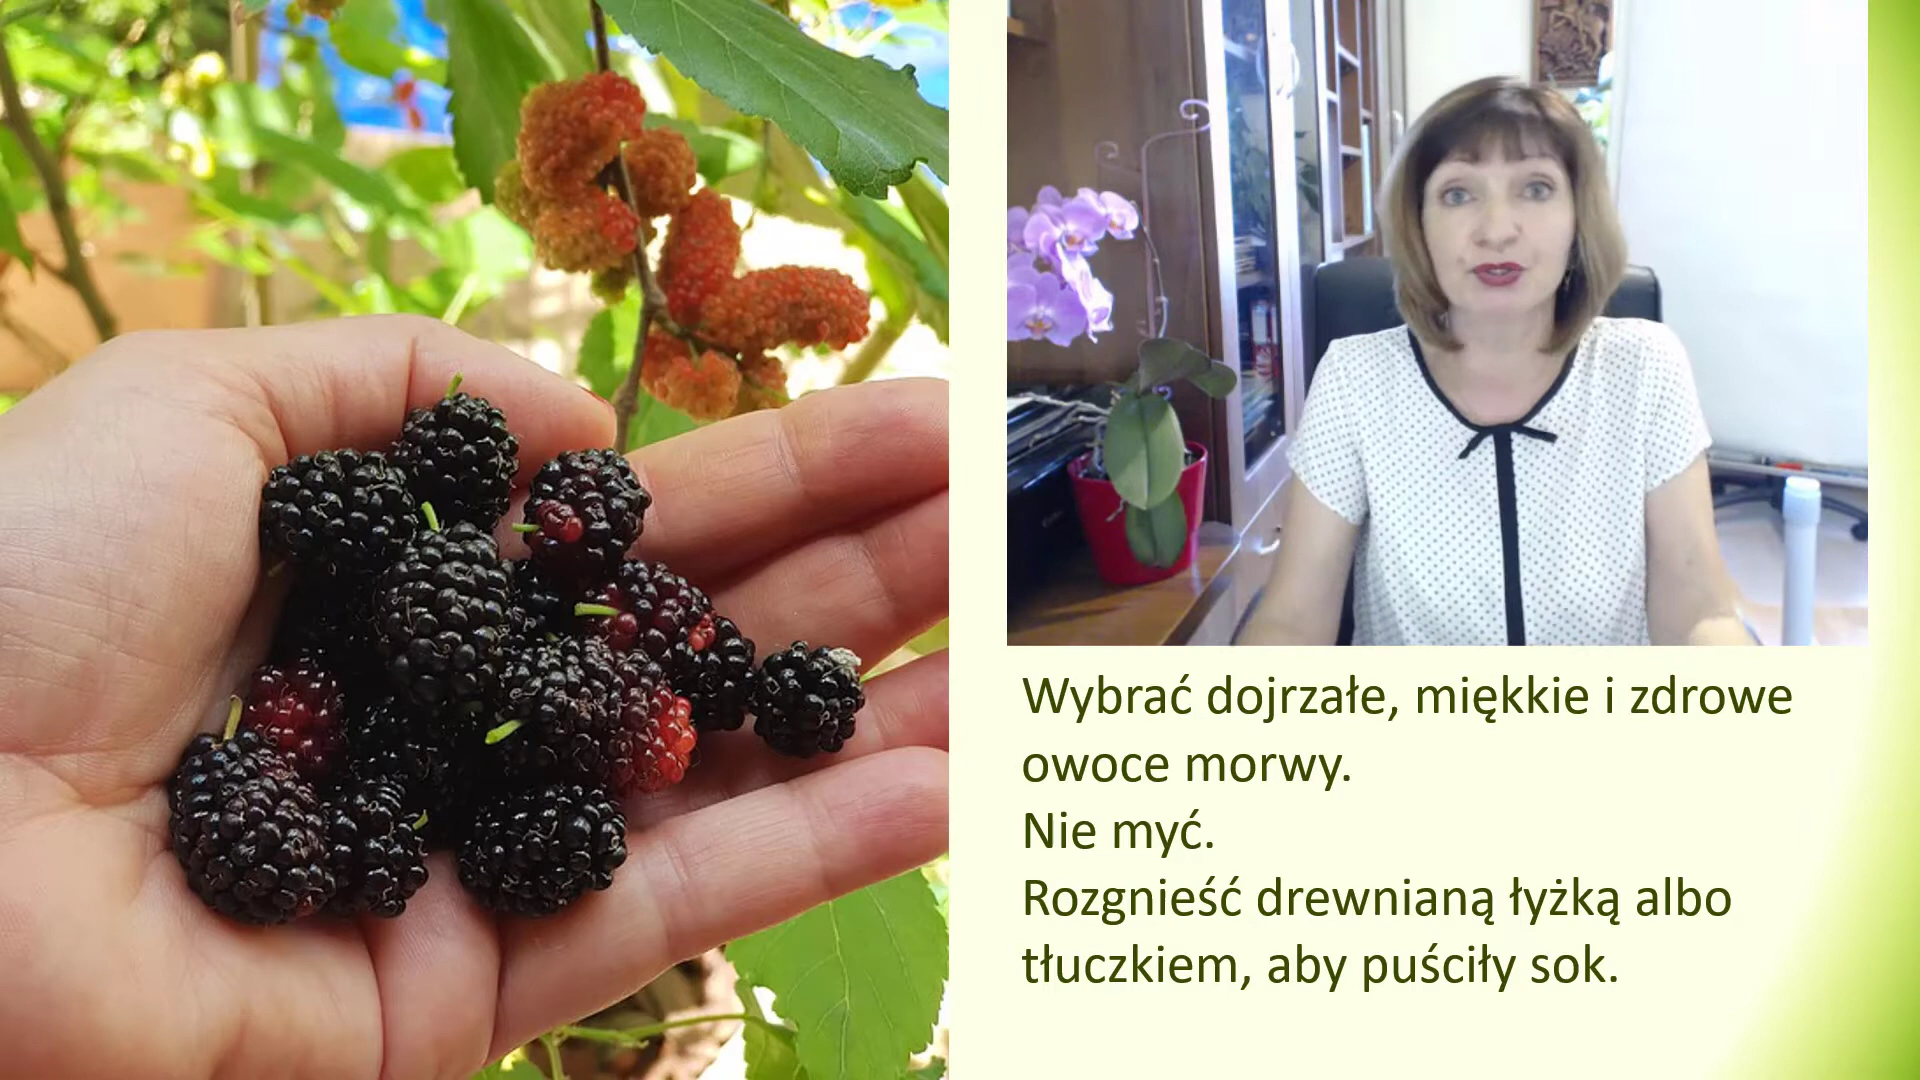 Wybrać dojrzałe, miękkie i zdrowe
owoce morwy.
Nie myć.
Rozgnieść drewnianą łyżką albo
tłuczkiem, aby puściły sok.